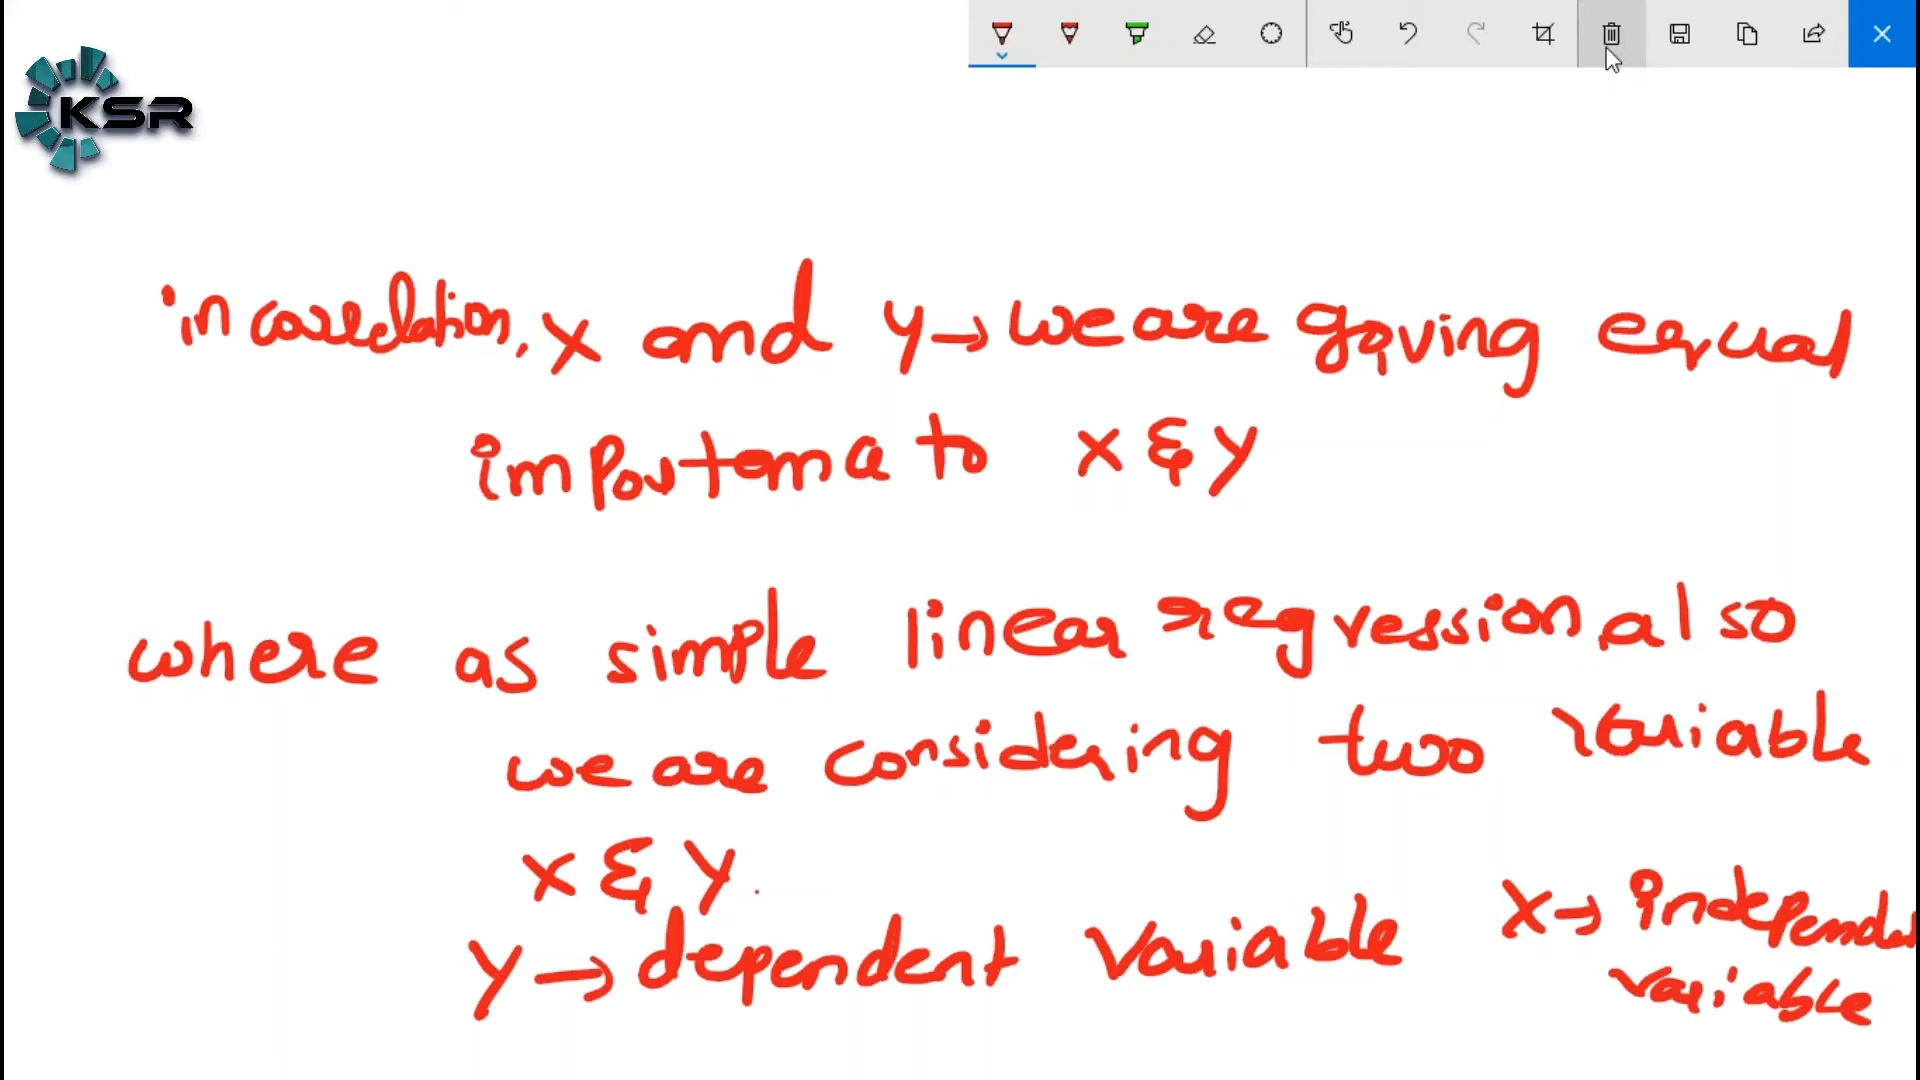 KSR
in correlation, x and y → we are giving equal
importance to x & y
where as simple linear regression also
we are considering two variable
x & y.
y → dependent variable x → independent
variable